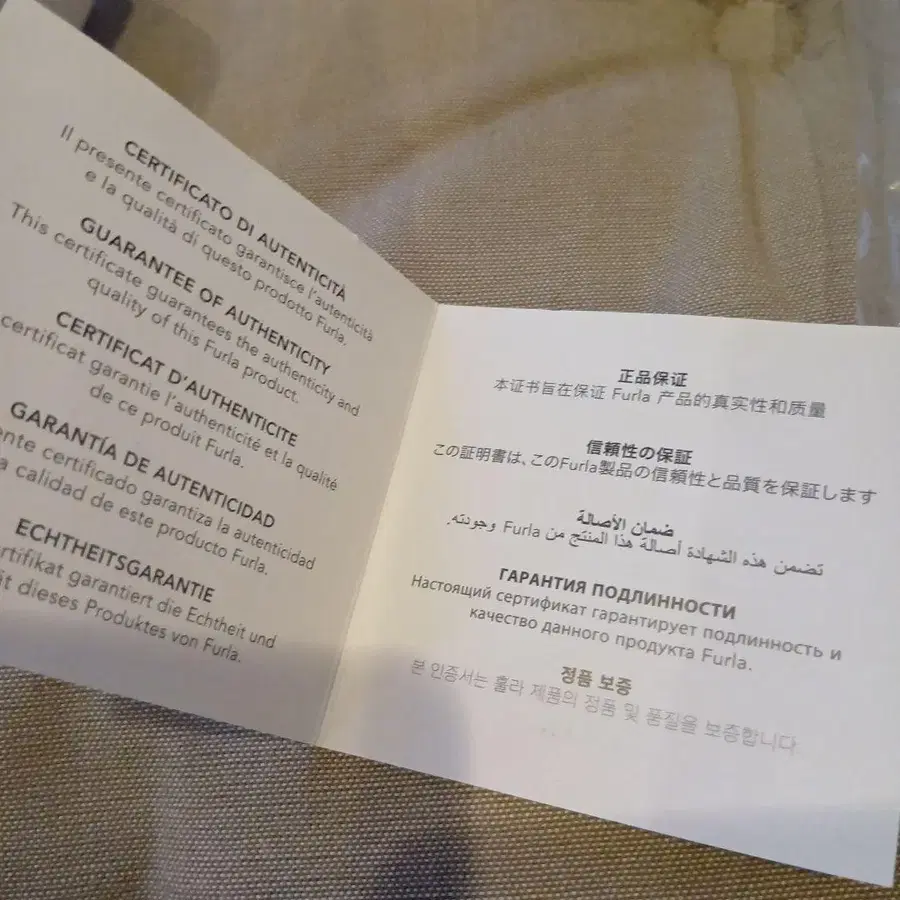 CERTIFICATO DI AUTENTICITÀ
Il presente certificato garantisce l'autenticità
e la qualità di questo prodotto Furla.
GUARANTEE OF AUTHENTICITY
This certificate guarantees the authenticity and
quality of this Furla product.
CERTIFICAT D'AUTHENTICITE
certificat garantie l'authenticité et la qualité
de ce produit Furla.
GARANTÍA DE AUTENTICIDAD
certificado garantiza la autenticidad
calidad de este producto Furla.
ECHTHEITSGARANTIE
garantiert die Echtheit und
dieses Produktes von Furla.
正品保证
本证书旨在保证 Furla 产品的真实性和质量
信頼性の保証
この証明書は、このFurla製品の信頼性と品質を保証します
ضمان الأصالة
تضمن هذه الشهادة أصالة هذا المنتج من Furla وجودته.
ГАРАНТИЯ ПОДЛИННОСТИ
Настоящий сертификат гарантирует подлинность и
качество данного продукта Furla.
정품 보증
본 인증서는 훌라 제품의 정품 및 품질을 보증합니다.